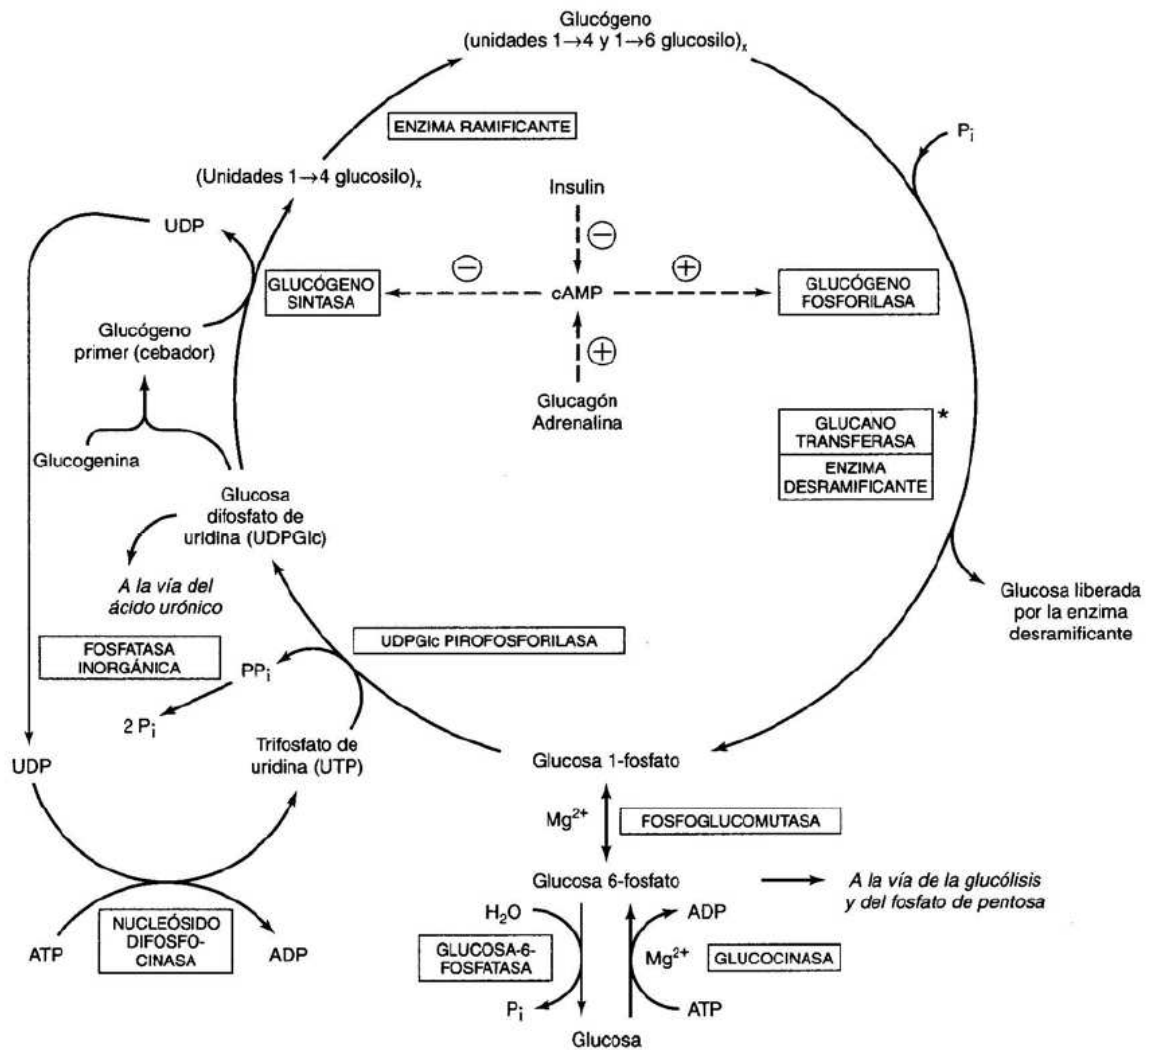 Glucógeno
(unidades 1→4 y 1→6 glucosilo)x
ENZIMA RAMIFICANTE
Pi
(Unidades 1→4 glucosilo)x
Insulin
UDP
−
−
+
GLUCÓGENO
SINTASA
cAMP
GLUCÓGENO
FOSFORILASA
Glucógeno
primer (cebador)
+
Glucagón
Adrenalina
GLUCANO
TRANSFERASA
*
ENZIMA
DESRAMIFICANTE
Glucogenina
Glucosa
difosfato de
uridina (UDPGlc)
A la vía del
ácido urónico
Glucosa liberada
por la enzima
desramificante
FOSFATASA
INORGÁNICA
UDPGlc PIROFOSFORILASA
PPi
2 Pi
UDP
Trifosfato de
uridina (UTP)
Glucosa 1-fosfato
Mg2+
FOSFOGLUCOMUTASA
Glucosa 6-fosfato
A la vía de la glucólisis
y del fosfato de pentosa
ATP
NUCLEÓSIDO
DIFOSFO-
CINASA
ADP
H2O
ADP
GLUCOSA-6-
FOSFATASA
Mg2+
GLUCOCINASA
Pi
ATP
Glucosa